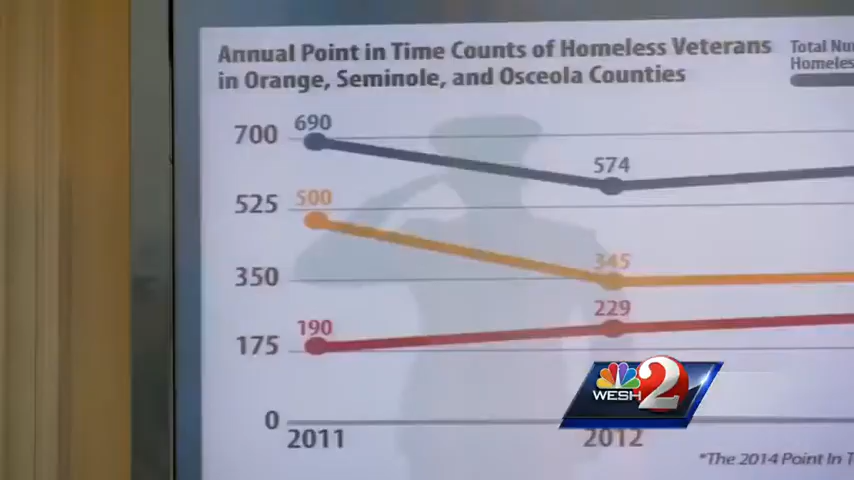 Annual Point in Time Counts of Homeless Veterans
in Orange, Seminole, and Osceola Counties
Total Nu
Homeles
700
690
574
525
500
350
345
229
175
190
0
2011
2012
WESH 2
*The 2014 Point In T